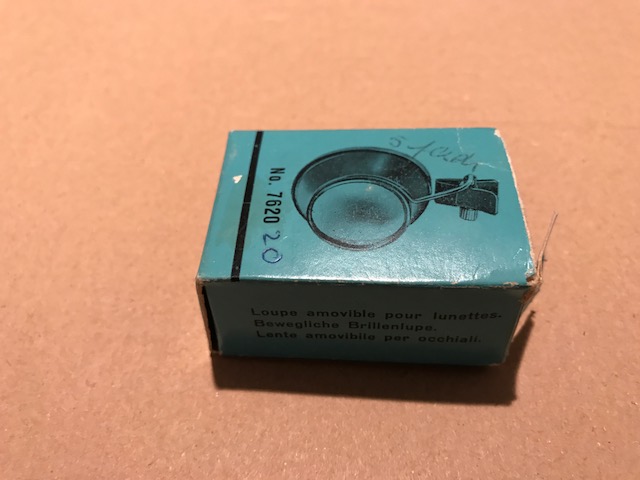 No. 7620 20
Loupe amovible pour lunettes.
Bewegliche Brillenlupe.
Lente amovibile per occhiali.